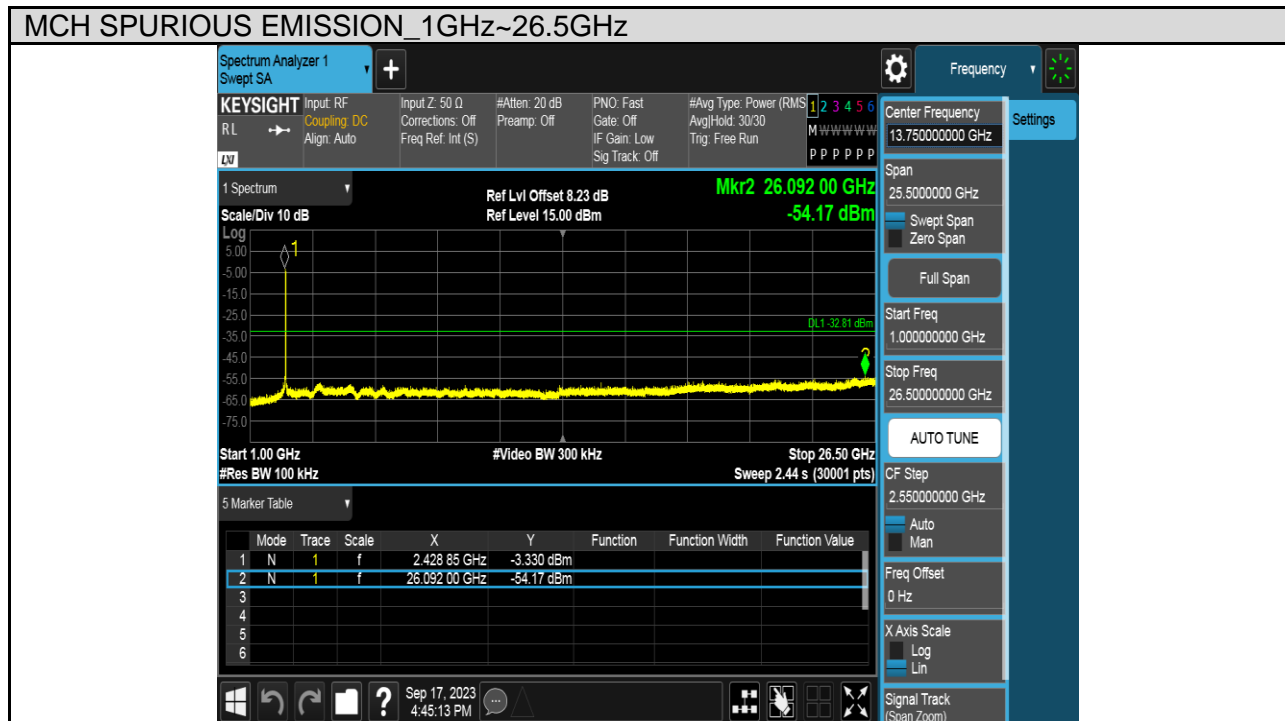 MCH SPURIOUS EMISSION_1GHz~26.5GHz
Spectrum Analyzer 1
Swept SA
+
Frequency
KEYSIGHT
RL
LXI
Input: RF
Coupling: DC
Align: Auto
Input Z: 50 Ω
Corrections: Off
Freq Ref: Int (S)
#Atten: 20 dB
Preamp: Off
PNO: Fast
Gate: Off
IF Gain: Low
Sig Track: Off
#Avg Type: Power (RMS
Avg|Hold: 30/30
Trig: Free Run
1 2 3 4 5 6
M W W W W W
P P P P P P
1 Spectrum
Scale/Div 10 dB
Ref Lvl Offset 8.23 dB
Ref Level 15.00 dBm
Mkr2 26.092 00 GHz
-54.17 dBm
Log
5.00
-5.00
-15.0
-25.0
-35.0
-45.0
-55.0
-65.0
-75.0
1
DL1 -32.81 dBm
2
Start 1.00 GHz
#Video BW 300 kHz
Stop 26.50 GHz
#Res BW 100 kHz
Sweep 2.44 s (30001 pts)
5 Marker Table
Mode Trace Scale X Y Function Function Width Function Value
1 N 1 f 2.428 85 GHz -3.330 dBm
2 N 1 f 26.092 00 GHz -54.17 dBm
3
4
5
6
?
Sep 17, 2023
4:45:13 PM
Center Frequency
13.750000000 GHz
Settings
Span
25.5000000 GHz
Swept Span
Zero Span
Full Span
Start Freq
1.000000000 GHz
Stop Freq
26.500000000 GHz
AUTO TUNE
CF Step
2.550000000 GHz
Auto
Man
Freq Offset
0 Hz
X Axis Scale
Log
Lin
Signal Track
(Span Zoom)